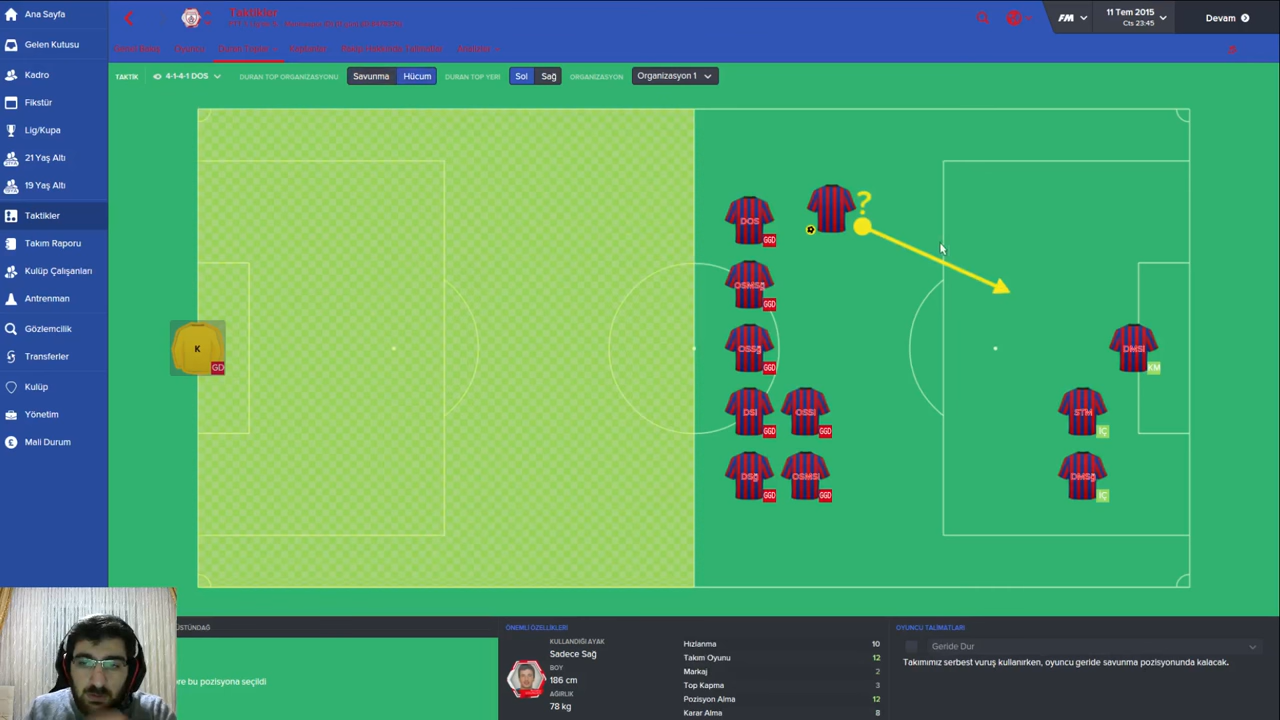 Ana Sayfa
Gelen Kutusu
Kadro
Fikstür
Lig/Kupa
21 Yaş Altı
19 Yaş Altı
Taktikler
Takım Raporu
Kulüp Çalışanları
Antrenman
Gözlemcilik
Transferler
Kulüp
Yönetim
Mali Durum
Taktikler
FM
11 Tem 2015
Cts 23:45
Devam
TAKTİK
4-1-4-1 DOS
DURAN TOP ORGANİZASYONU
Savunma
Hücum
DURAN TOP YERİ
Sol
Sağ
ORGANİZASYON
Organizasyon 1
?
DOS
GGD
OSMSğ
GGD
OSSğ
GGD
DSl
GGD
OSSl
GGD
DSğ
GGD
OSMSl
GGD
K
GD
DMSl
KM
STM
İÇ
DMSğ
İÇ
ÜSTÜNDAĞ
re bu pozisyona seçildi
ÖNEMLİ ÖZELLİKLERİ
KULLANDIĞI AYAK
Sadece Sağ
BOY
186 cm
AĞIRLIK
78 kg
Hızlanma 10
Takım Oyunu 12
Markaj 2
Top Kapma 3
Pozisyon Alma 12
Karar Alma 8
OYUNCU TALİMATLARI
Geride Dur
Takımımız serbest vuruş kullanırken, oyuncu geride savunma pozisyonunda kalacak.